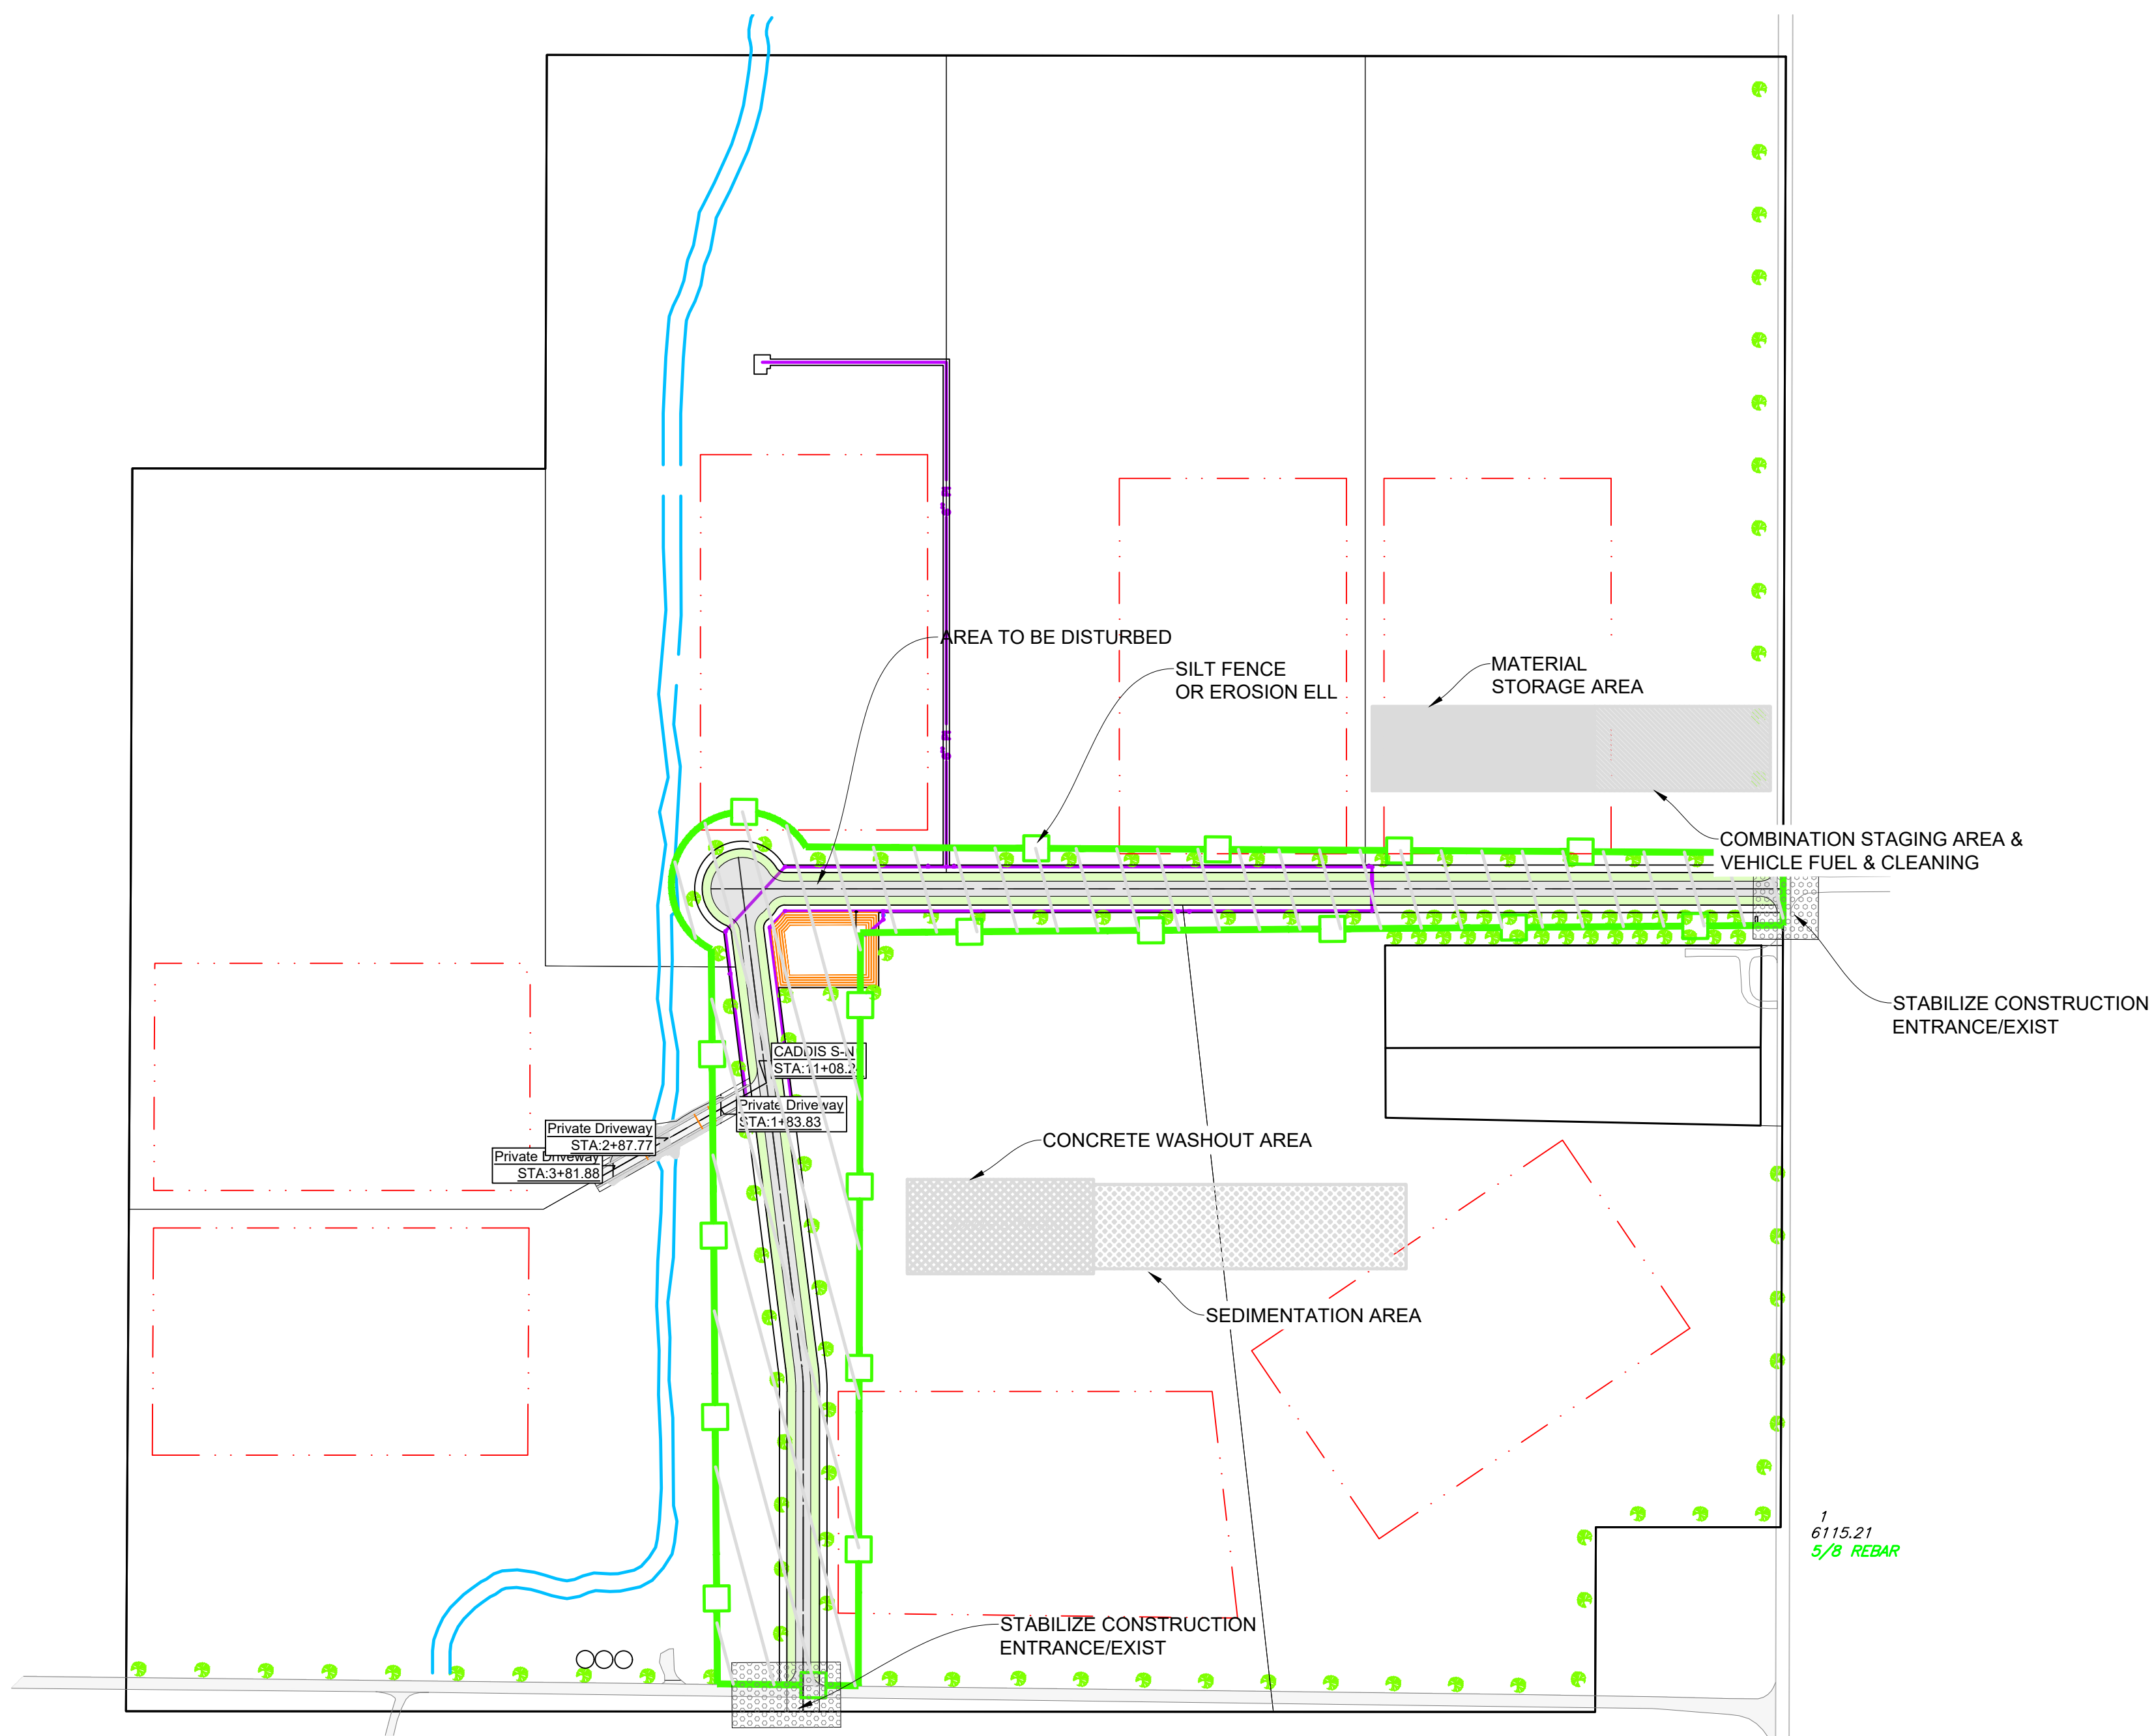 AREA TO BE DISTURBED
SILT FENCE
OR EROSION ELL
MATERIAL
STORAGE AREA
COMBINATION STAGING AREA &
VEHICLE FUEL & CLEANING
STABILIZE CONSTRUCTION
ENTRANCE/EXIST
CADDIS S-N
Private Driveway
STA:1+83.83
Private Driveway
STA:2+87.77
Private Driveway
STA:3+81.88
CONCRETE WASHOUT AREA
SEDIMENTATION AREA
1
6115.21
5/8 REBAR
STABILIZE CONSTRUCTION
ENTRANCE/EXIST